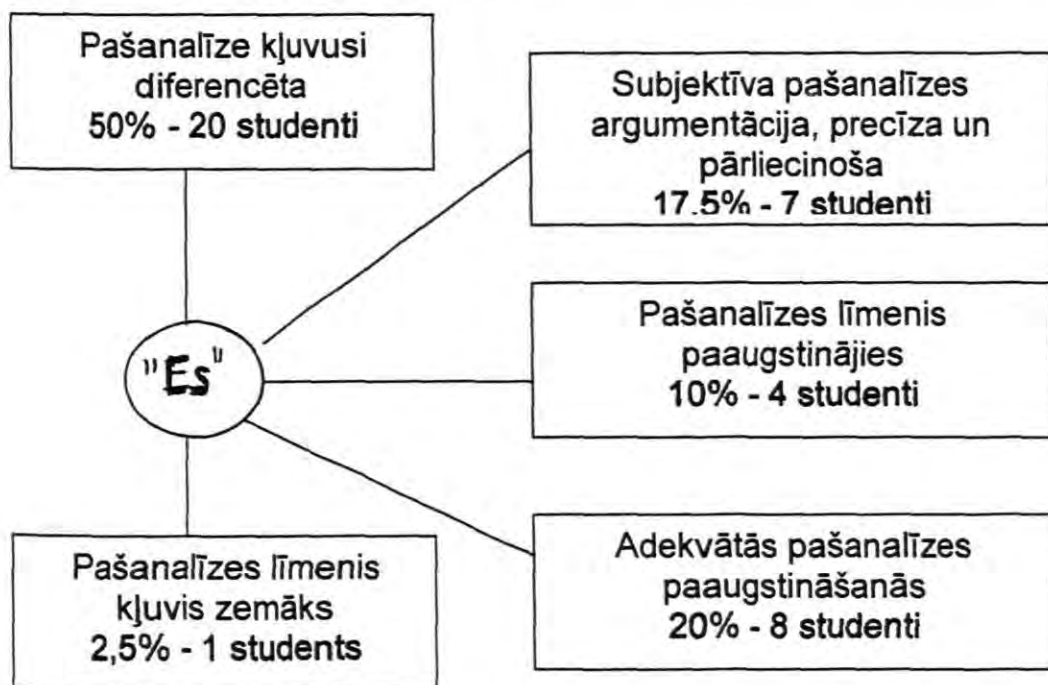 Pašanalīze kļuvusi
diferencēta
50% - 20 studenti
Subjektīva pašanalīzes
argumentācija, precīza un
pārliecinoša
17.5% - 7 studenti
"Es"
Pašanalīzes līmenis
paaugstinājies
10% - 4 studenti
Pašanalīzes līmenis
kļuvis zemāks
2,5% - 1 students
Adekvātās pašanalīzes
paaugstināšanās
20% - 8 studenti